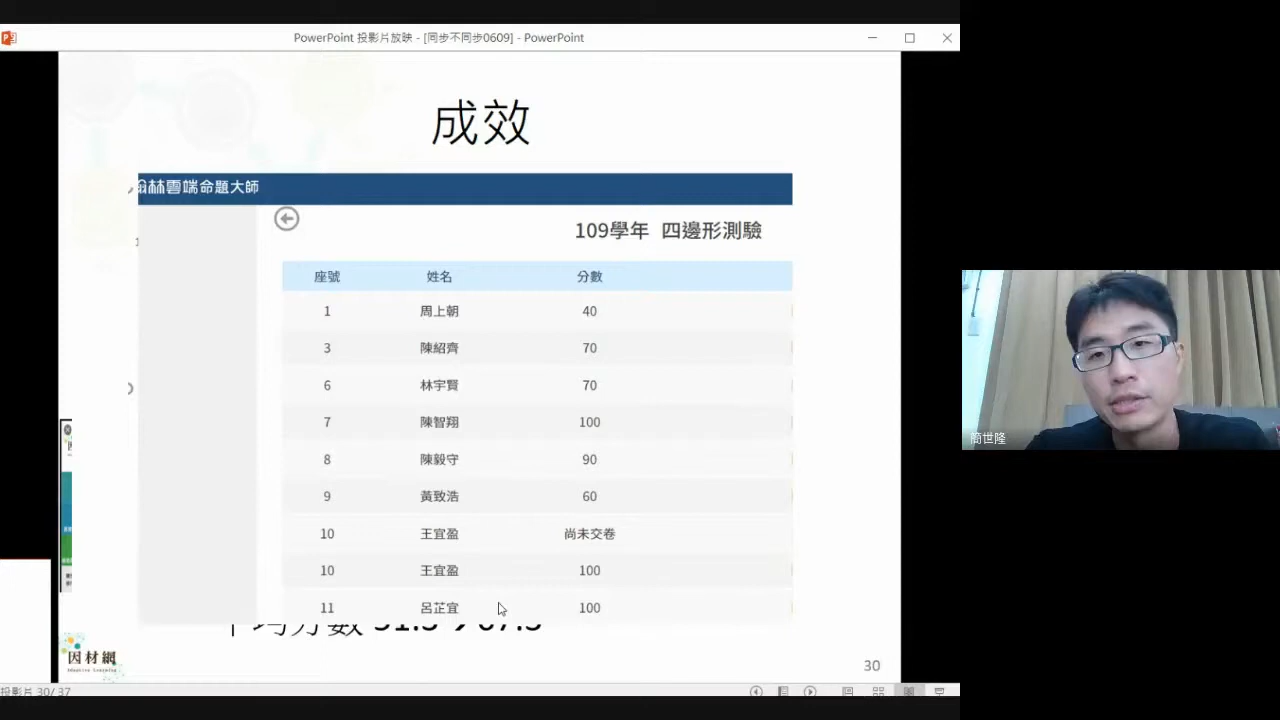 PowerPoint 投影片放映 - [同步不同步0609] - PowerPoint
成效
翰林雲端命題大師
109學年 四邊形測驗
座號 姓名 分數
1 周上朝 40
3 陳紹齊 70
6 林宇賢 70
7 陳智翔 100
8 陳毅守 90
9 黃致浩 60
10 王宜盈 尚未交卷
10 王宜盈 100
11 呂芷宜 100
因材網
Adaptive Learning
30
投影片 30/ 37
簡世隆